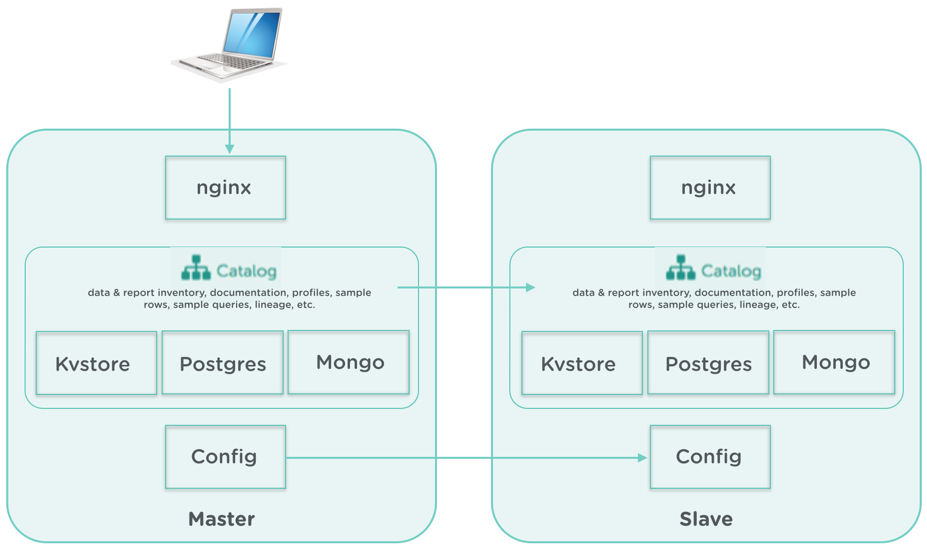 nginx
nginx
Catalog
data & report inventory, documentation, profiles, sample
rows, sample queries, lineage, etc.
Catalog
data & report inventory, documentation, profiles, sample
rows, sample queries, lineage, etc.
Kvstore
Postgres
Mongo
Kvstore
Postgres
Mongo
Config
Config
Master
Slave